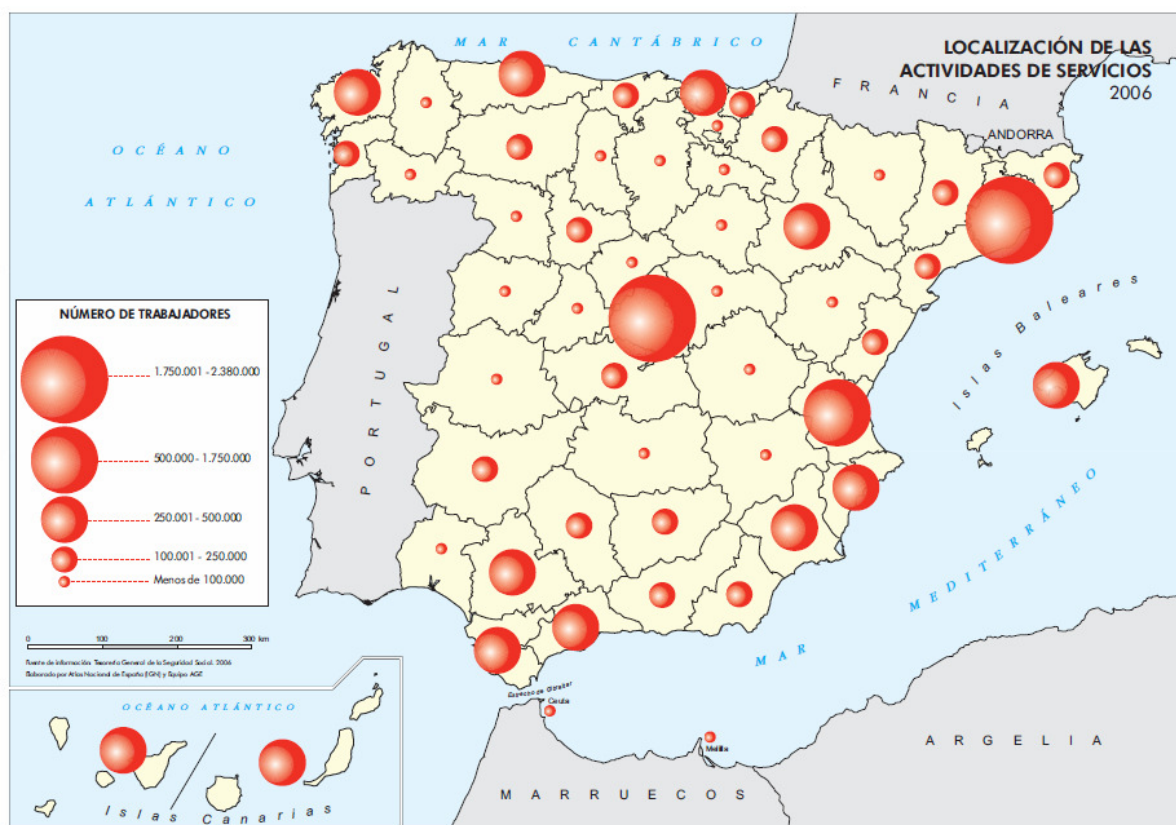 LOCALIZACIÓN DE LAS
ACTIVIDADES DE SERVICIOS
2006
MAR CANTÁBRICO
FRANCIA
ANDORRA
OCÉANO
ATLÁNTICO
PORTUGAL
Islas Baleares
MAR MEDITERRÁNEO
NÚMERO DE TRABAJADORES
1.750.001 - 2.380.000
500.000 - 1.750.000
250.001 - 500.000
100.001 - 250.000
Menos de 100.000
0 100 200 300 km
Fuente de información: Tesorería General de la Seguridad Social. 2006
Elaborado por Atlas Nacional de España (IGN) y Equipo AGE
Estrecho de Gibraltar
Ceuta
Melilla
OCÉANO ATLÁNTICO
Islas Canarias
MARRUECOS
ARGELIA